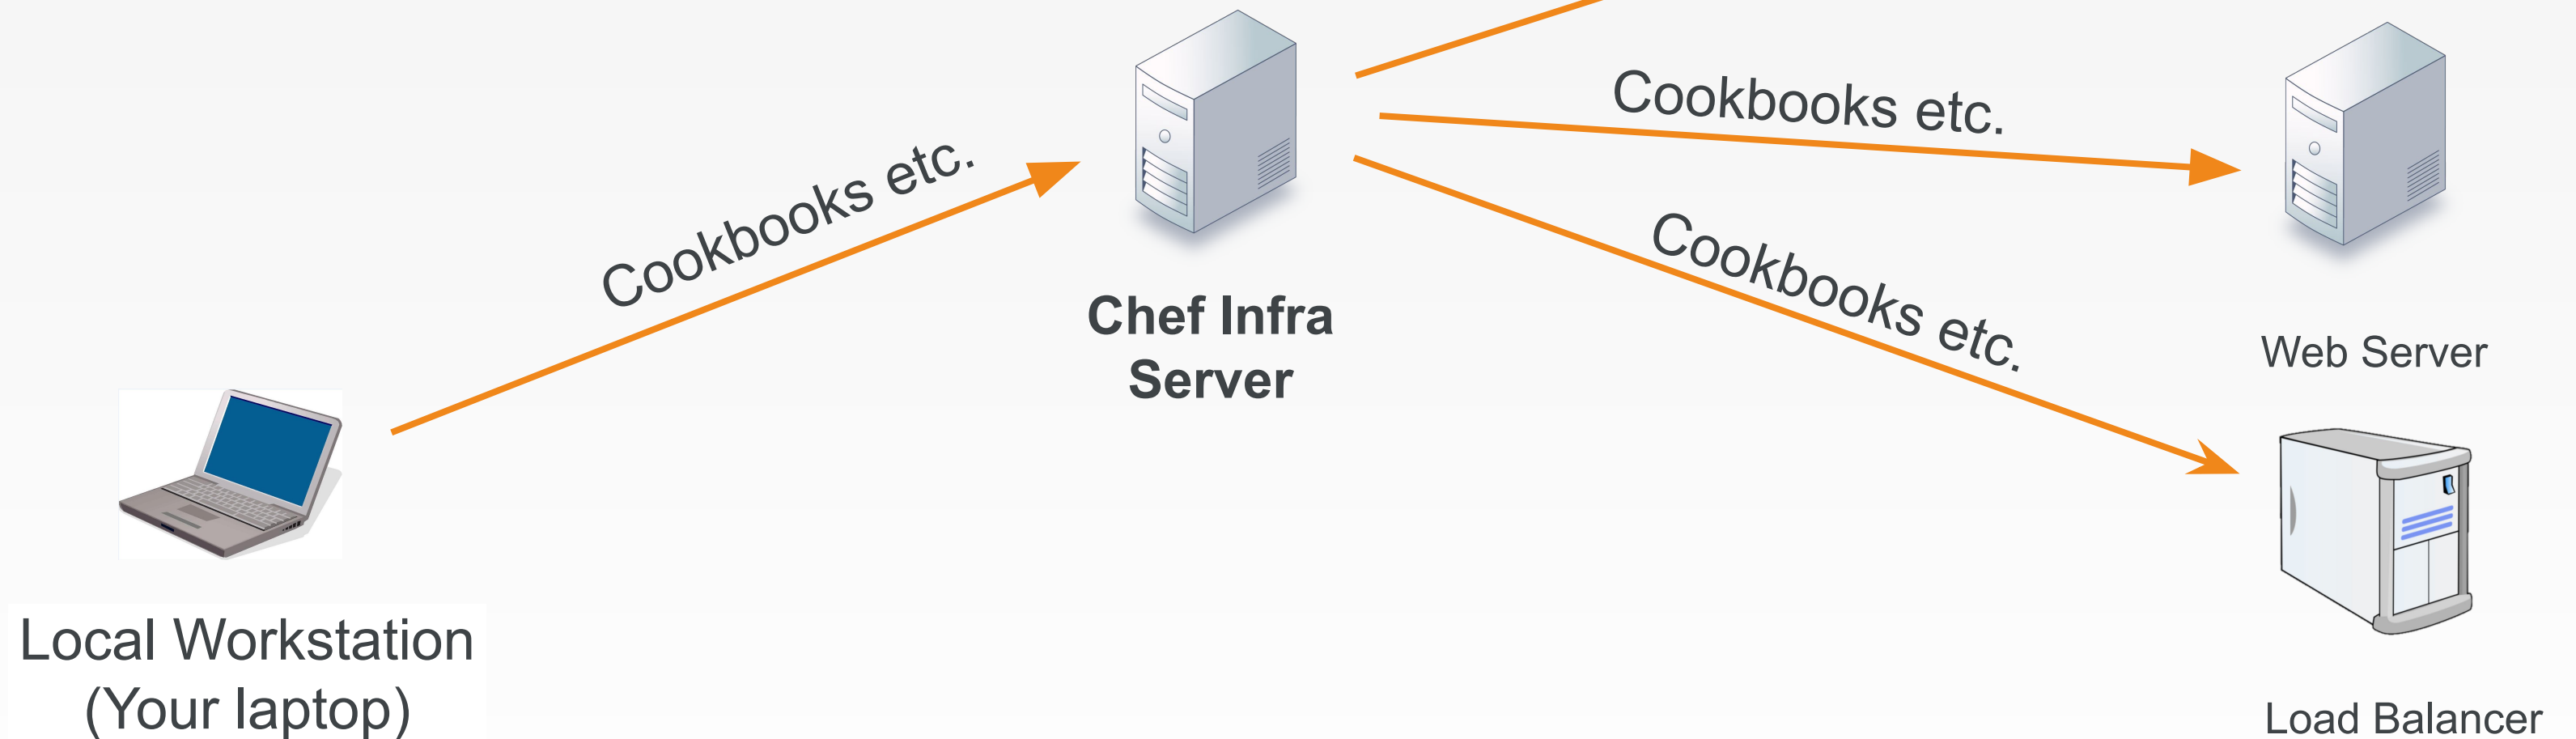 Cookbooks etc.
Cookbooks etc.
Cookbooks etc.
Chef Infra
Server
Web Server
Local Workstation
(Your laptop)
Load Balancer